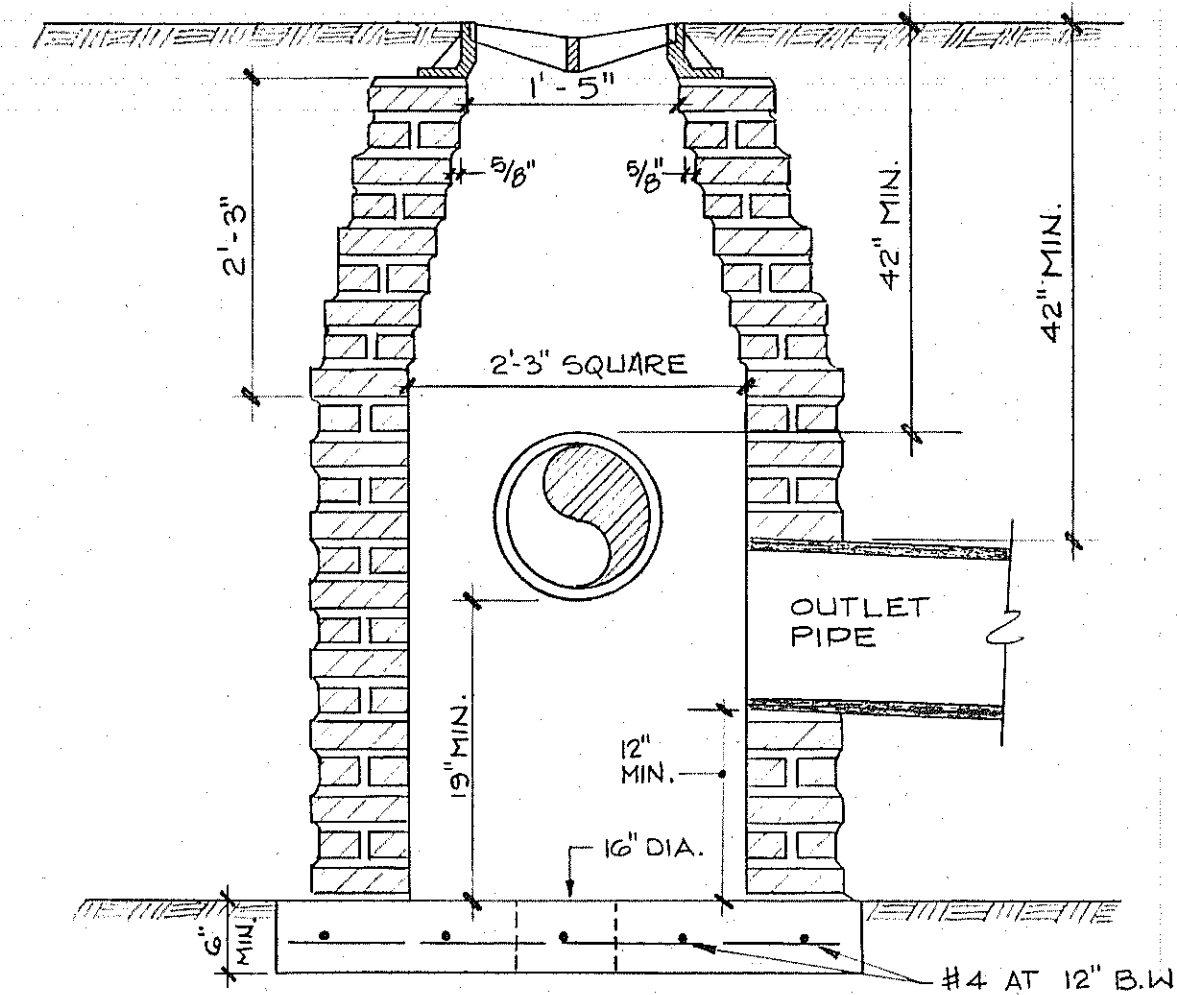 1'-5"
5/8"
5/8"
2'-3"
42" MIN.
42" MIN.
2'-3" SQUARE
OUTLET
PIPE
19" MIN.
12"
MIN.
16" DIA.
6"
MIN.
#4 AT 12" B.W